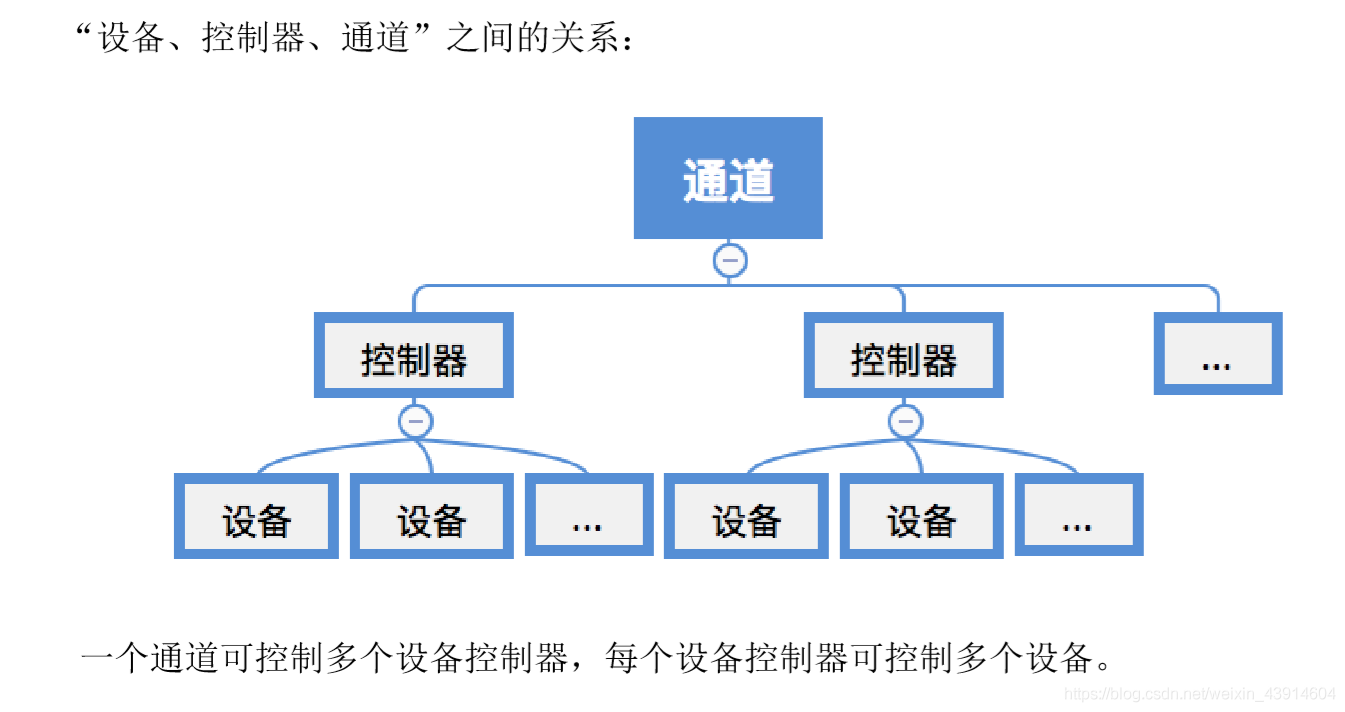 “设备、控制器、通道”之间的关系：
通道
控制器 控制器 ...
设备 设备 ... 设备 设备 ...
一个通道可控制多个设备控制器，每个设备控制器可控制多个设备。
https://blog.csdn.net/weixin_43914604